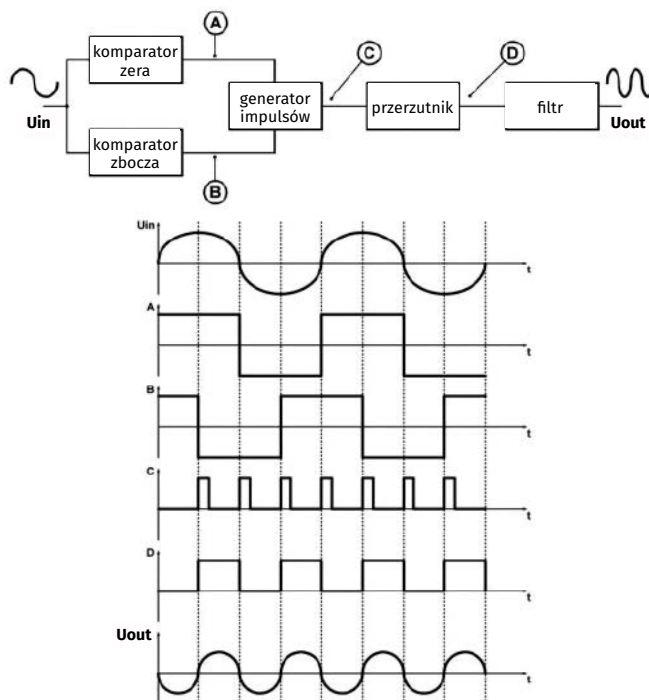 A
komparator
zera
C
D
generator
impulsów
przerzutnik
filtr
Uin
Uout
komparator
zbocza
B
Uin
t
A
t
B
t
C
t
D
t
Uout
t